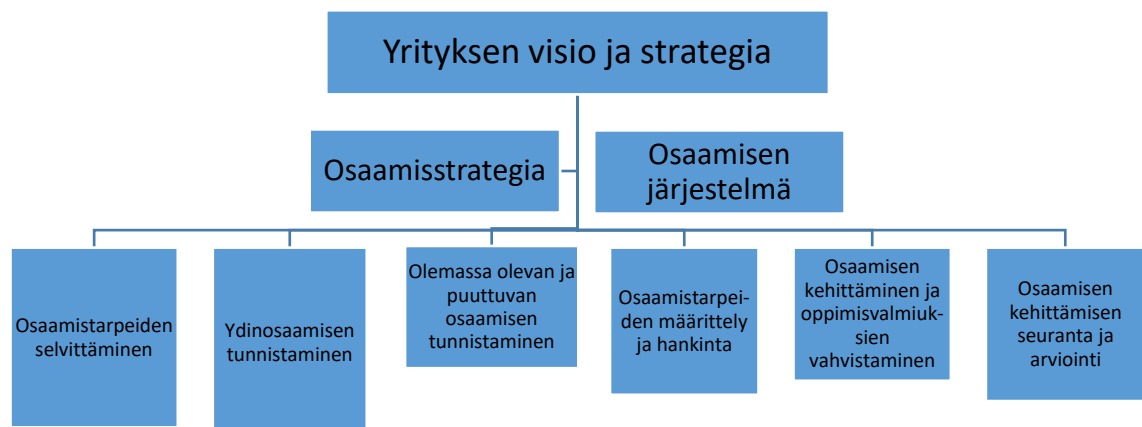 Yrityksen visio ja strategia
Osaamisstrategia
Osaamisen
järjestelmä
Osaamistarpeiden
selvittäminen
Ydinosaamisen
tunnistaminen
Olemassa olevan ja
puuttuvan
osaamisen
tunnistaminen
Osaamistarpei-
den määrittely
ja hankinta
Osaamisen
kehittäminen ja
oppimisvalmiuk-
sien
vahvistaminen
Osaamisen
kehittämisen
seuranta ja
arviointi